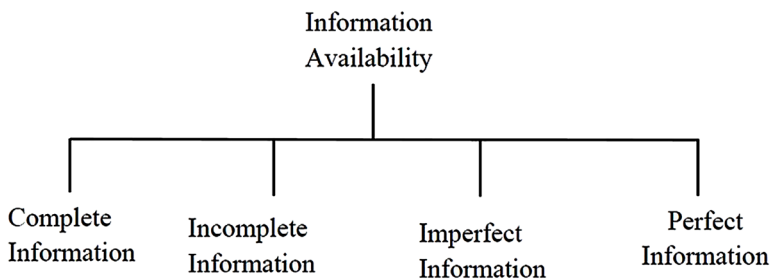 Information
Availability
Complete
Information
Incomplete
Information
Imperfect
Information
Perfect
Information